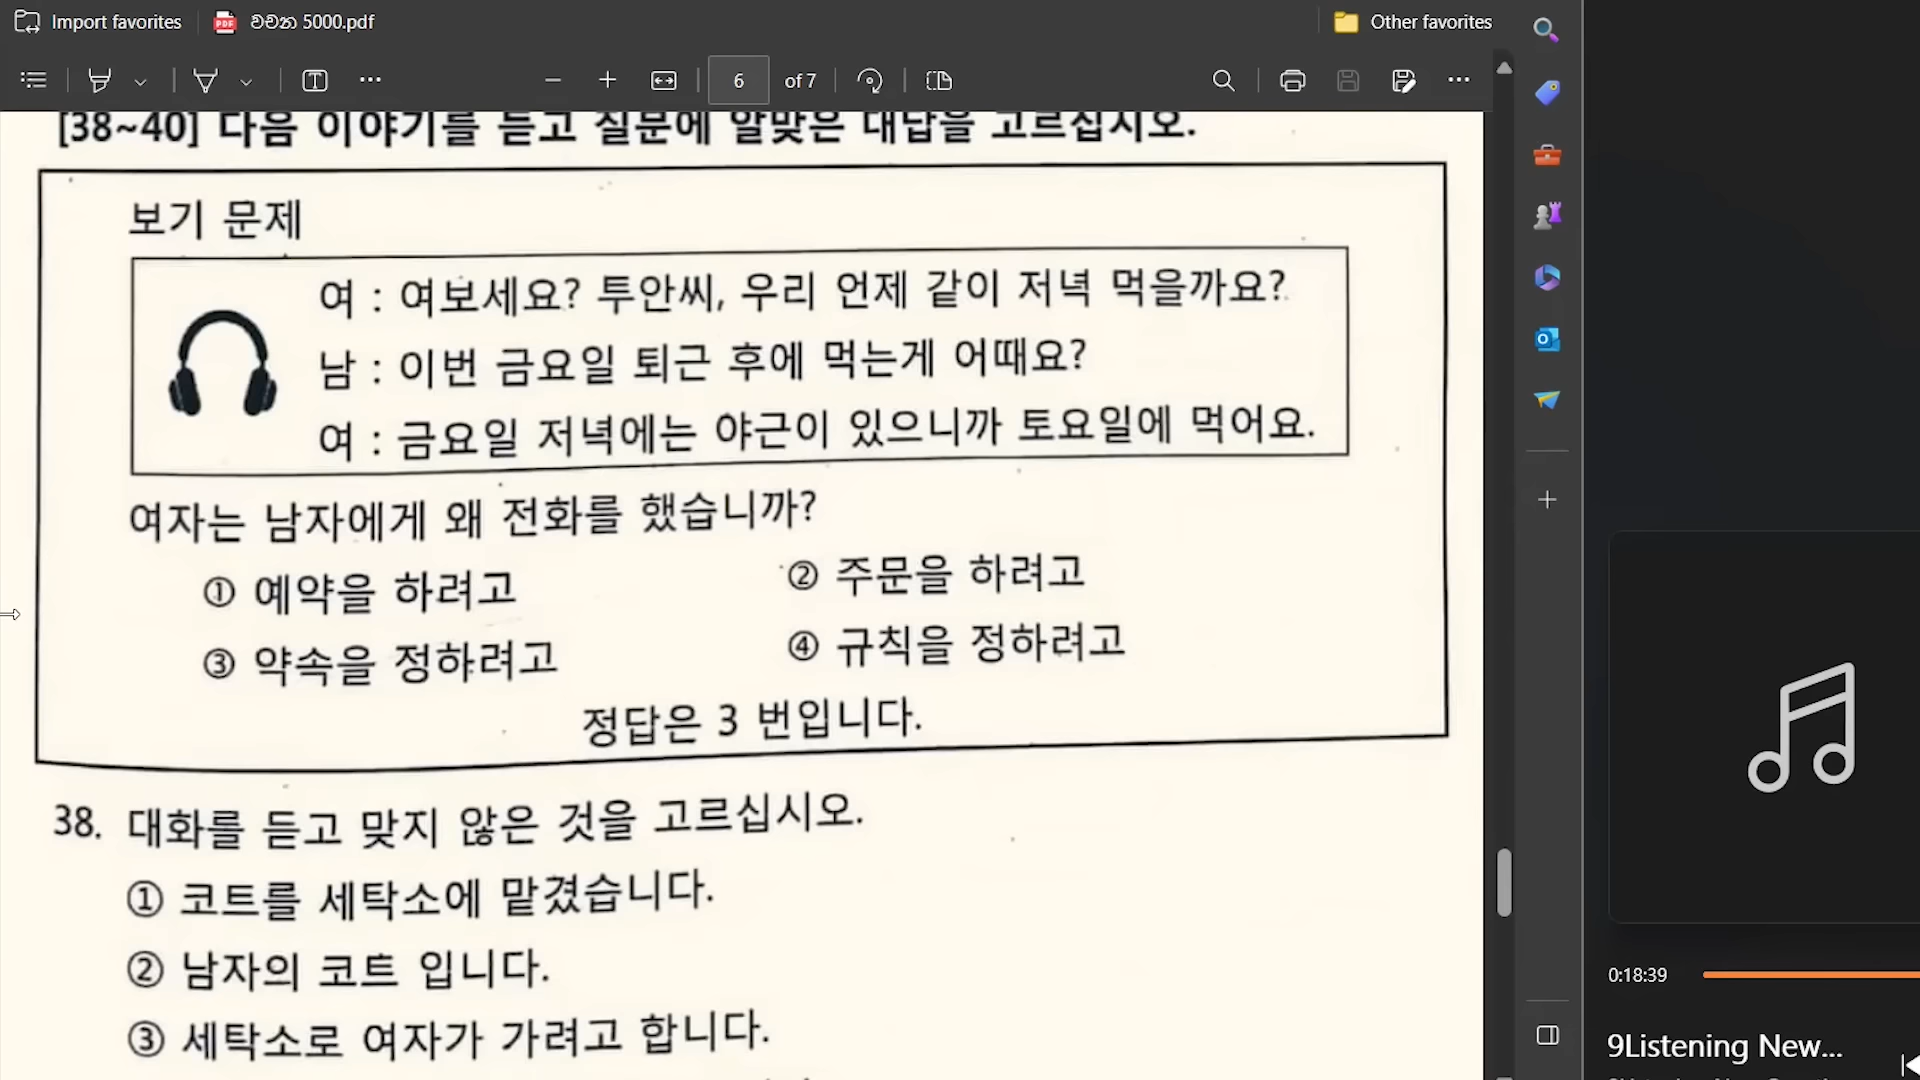 Import favorites
වචන 5000.pdf
Other favorites
6 of 7
[38~40] 다음 이야기를 듣고 질문에 알맞은 대답을 고르십시오.
보기 문제
여 : 여보세요? 투안씨, 우리 언제 같이 저녁 먹을까요?
남 : 이번 금요일 퇴근 후에 먹는게 어때요?
여 : 금요일 저녁에는 야근이 있으니까 토요일에 먹어요.
여자는 남자에게 왜 전화를 했습니까?
① 예약을 하려고
② 주문을 하려고
③ 약속을 정하려고
④ 규칙을 정하려고
정답은 3 번입니다.
38. 대화를 듣고 맞지 않은 것을 고르십시오.
① 코트를 세탁소에 맡겼습니다.
② 남자의 코트 입니다.
③ 세탁소로 여자가 가려고 합니다.
0:18:39
9Listening New...